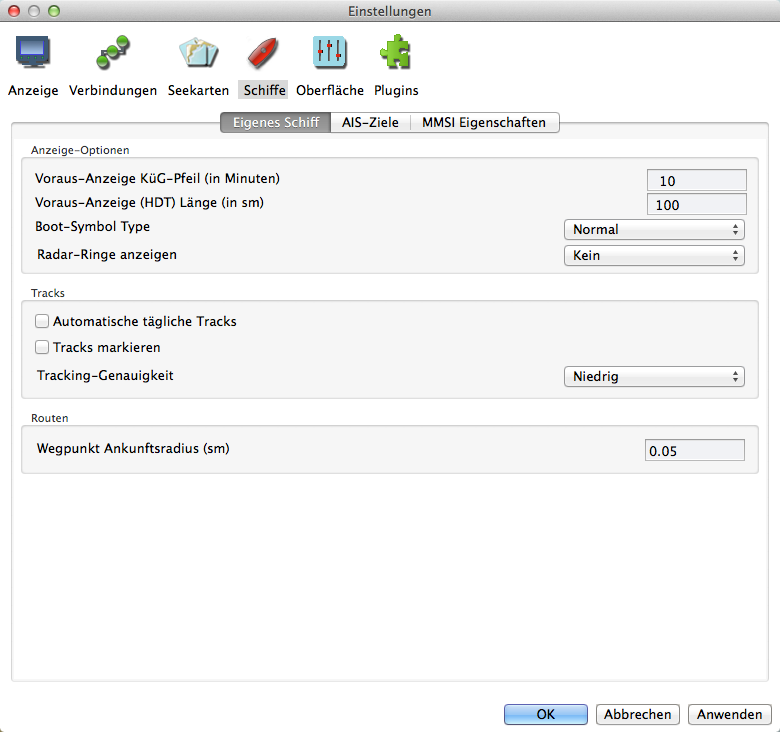 Einstellungen
Anzeige Verbindungen Seekarten Schiffe Oberfläche Plugins
Eigenes Schiff AIS-Ziele MMSI Eigenschaften
Anzeige-Optionen
Voraus-Anzeige KüG-Pfeil (in Minuten) 10
Voraus-Anzeige (HDT) Länge (in sm) 100
Boot-Symbol Type Normal
Radar-Ringe anzeigen Kein
Tracks
Automatische tägliche Tracks
Tracks markieren
Tracking-Genauigkeit Niedrig
Routen
Wegpunkt Ankunftsradius (sm) 0.05
OK Abbrechen Anwenden